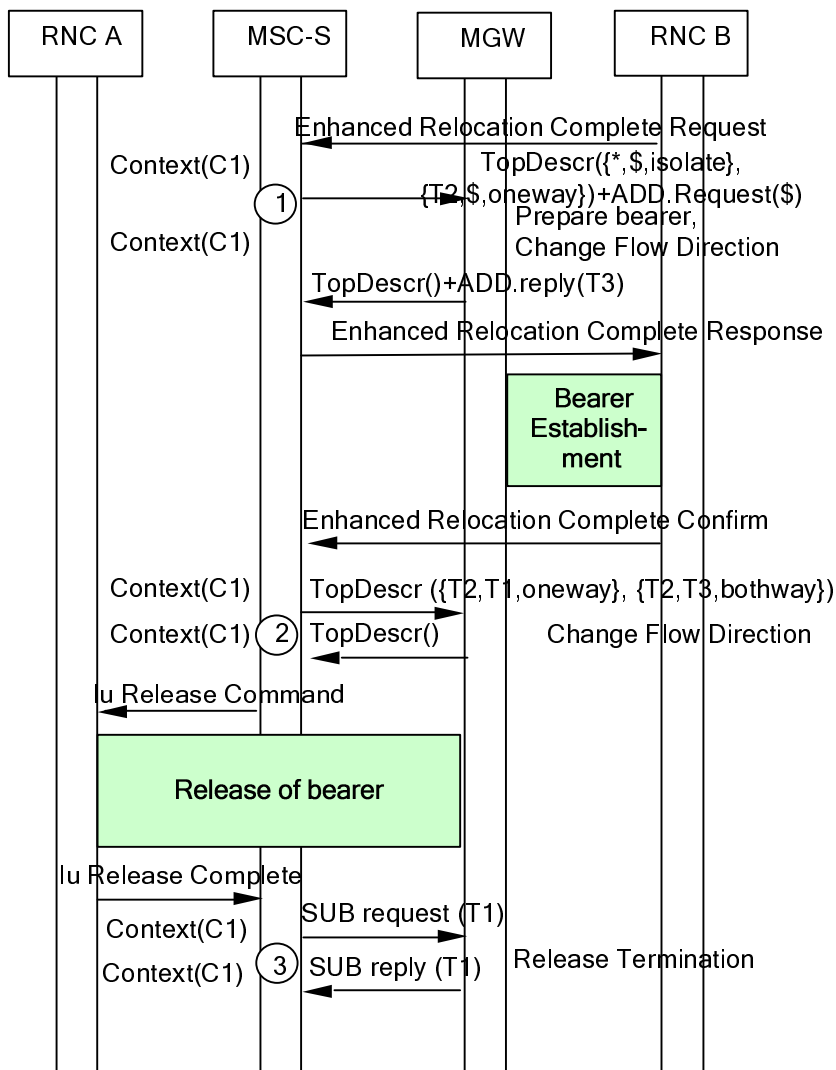 RNC A
MSC-S
MGW
RNC B
Enhanced Relocation Complete Request
Context(C1)
TopDescr({*,$,isolate},
{T2,$,oneway})+ADD.Request($)
1
Prepare bearer,
Change Flow Direction
Context(C1)
TopDescr()+ADD.reply(T3)
Enhanced Relocation Complete Response
Bearer
Establish-
ment
Enhanced Relocation Complete Confirm
Context(C1)
TopDescr ({T2,T1,oneway}, {T2,T3,bothway})
Context(C1)
2
TopDescr()
Change Flow Direction
Iu Release Command
Release of bearer
Iu Release Complete
SUB request (T1)
Context(C1)
3
Context(C1)
SUB reply (T1)
Release Termination